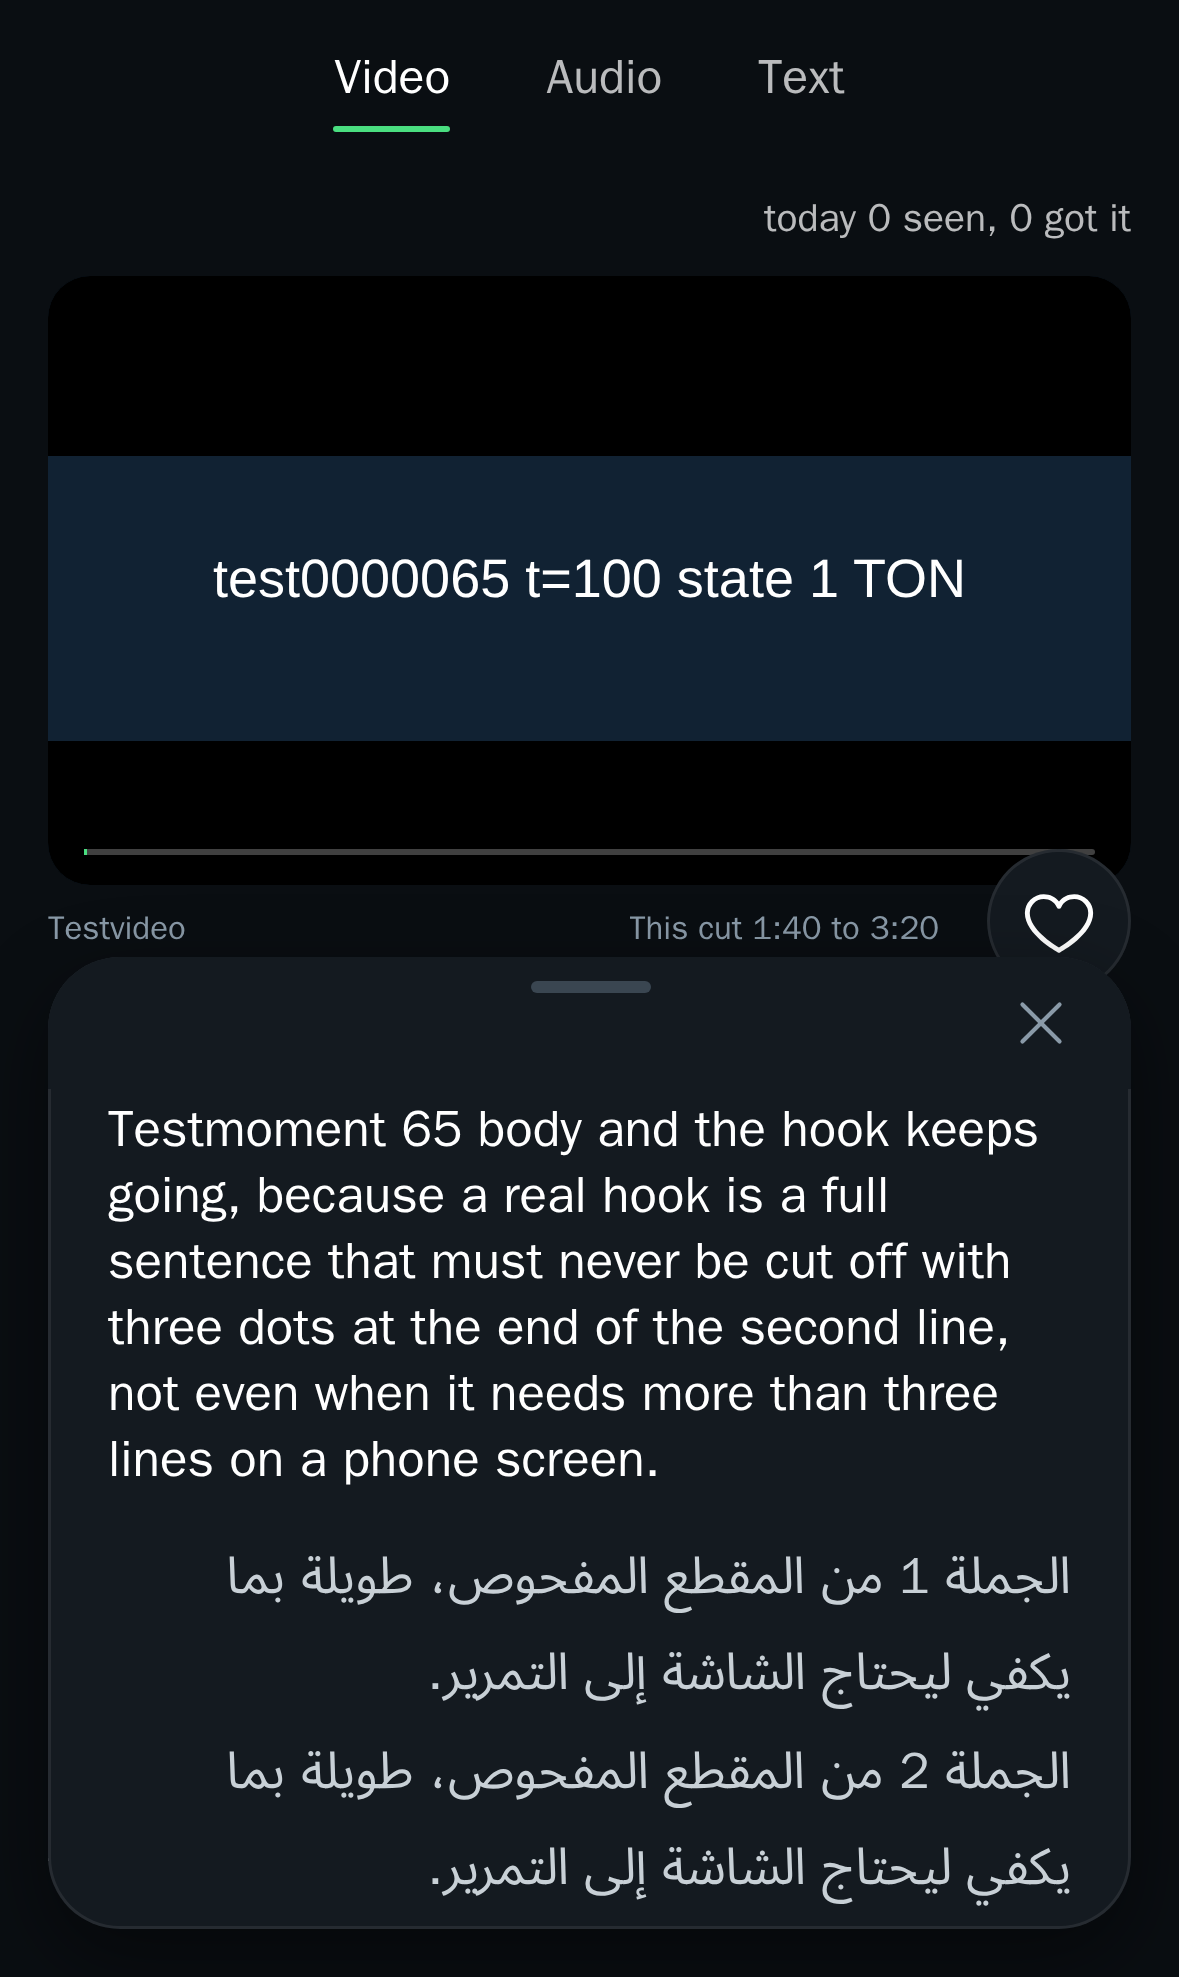 Video Audio Text
today 0 seen, 0 got it
test0000065 t=100 state 1 TON
Testvideo This cut 1:40 to 3:20
Testmoment 65 body and the hook keeps
going, because a real hook is a full
sentence that must never be cut off with
three dots at the end of the second line,
not even when it needs more than three
lines on a phone screen.
الجملة 1 من المقطع المفحوص، طويلة بما
يكفي ليحتاج الشاشة إلى التمرير.
الجملة 2 من المقطع المفحوص، طويلة بما
يكفي ليحتاج الشاشة إلى التمرير.